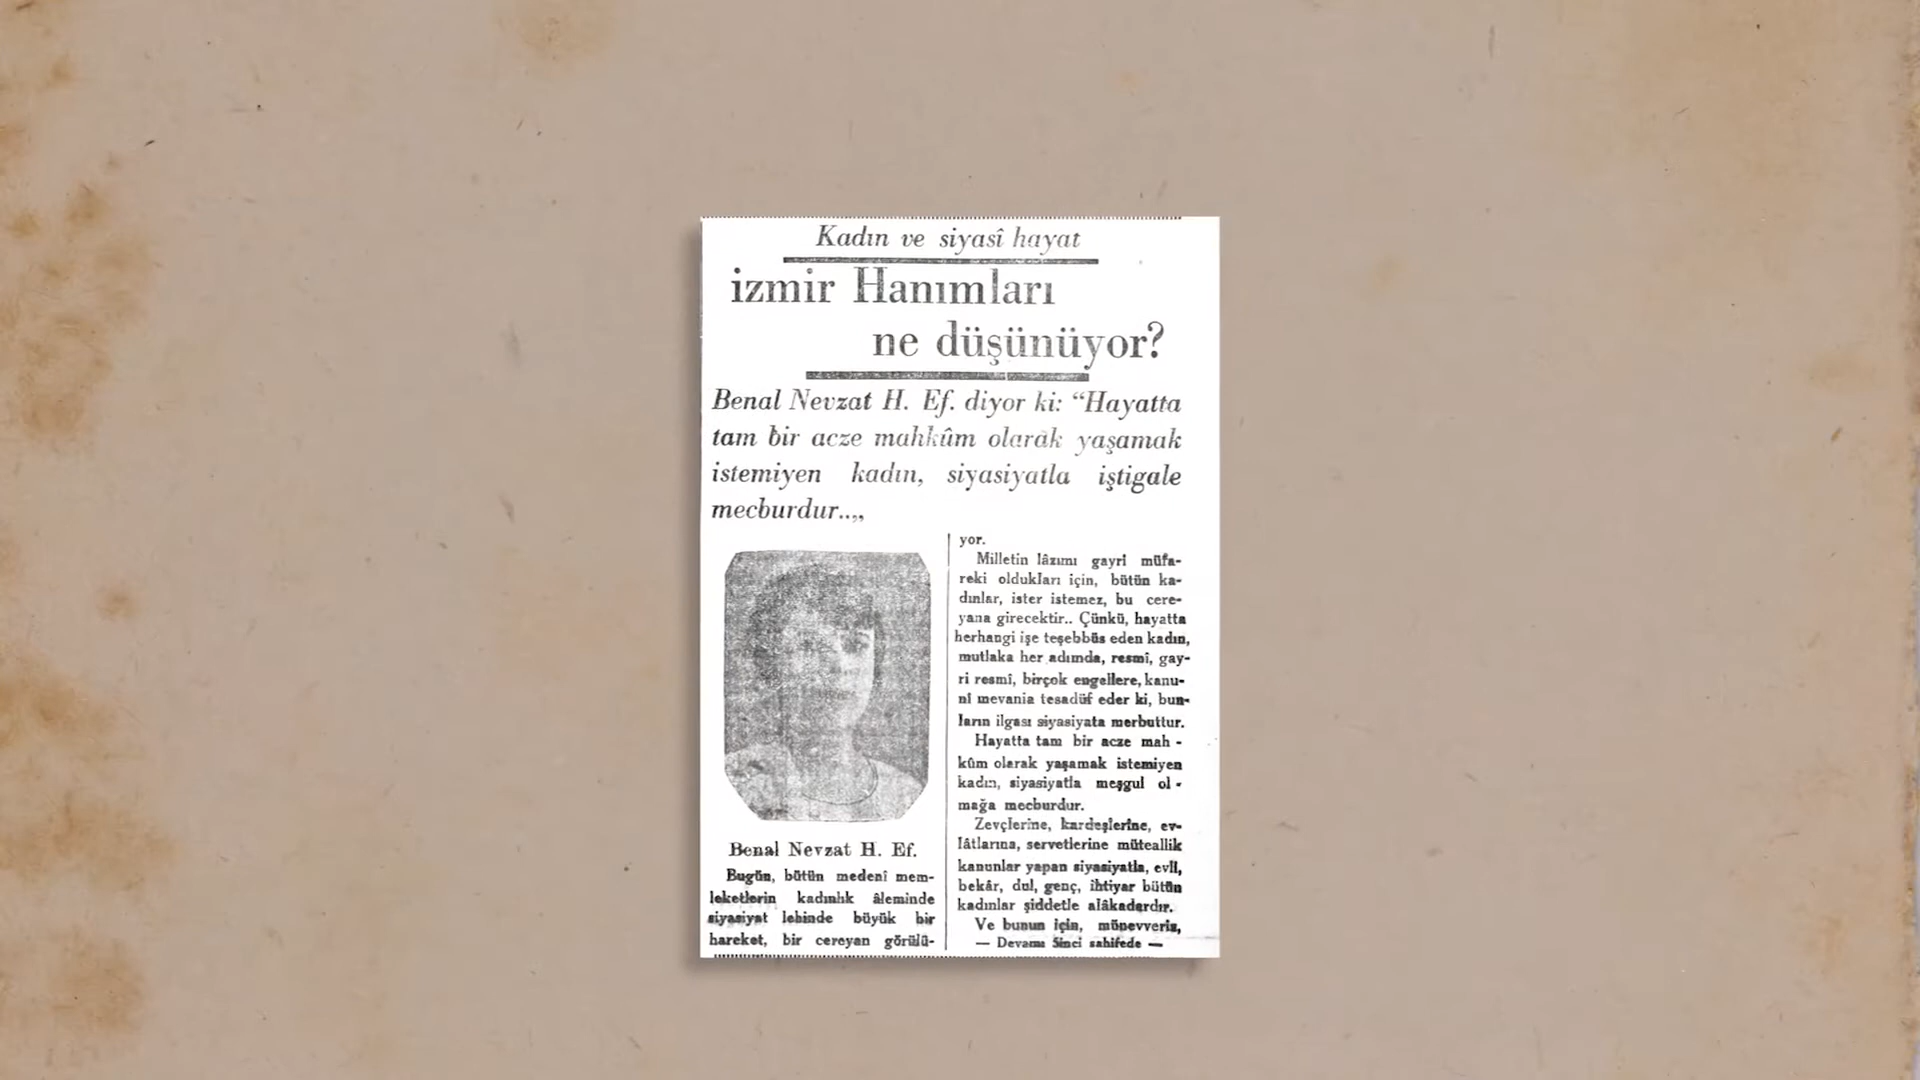 Kadın ve siyasî hayat
izmir Hanımları
ne düşünüyor?
Benal Nevzat H. Ef. diyor ki: “Hayatta
tam bir acze mahkûm olarak yaşamak
istemiyen kadın, siyasiyatla iştigale
mecburdur..„
Benal Nevzat H. Ef.
Bugün, bütün medenî mem-
leketlerin kadınlık âleminde
siyasiyat lehinde büyük bir
hareket, bir cereyan görülü-
yor.
Milletin lâzımı gayri müfa-
reki oldukları için, bütün ka-
dınlar, ister istemez, bu cere-
yana girecektir.. Çünkü, hayatta
herhangi işe teşebbüs eden kadın,
mutlaka her adımda, resmî, gay-
ri resmî, birçok engellere, kanu-
nî mevania tesadüf eder ki, bun-
ların ilgası siyasiyata merbuttur.
Hayatta tam bir acze mah -
kûm olarak yaşamak istemiyen
kadın, siyasiyatla meşgul ol -
mağa mecburdur.
Zevçlerine, kardeşlerine, ev-
lâtlarına, servetlerine müteallik
kanunlar yapan siyasiyatla, evli,
bekâr, dul, genç, ihtiyar bütün
kadınlar şiddetle alâkadardır.
Ve bunun için, münevveris,
— Devamı 5inci sahifede —